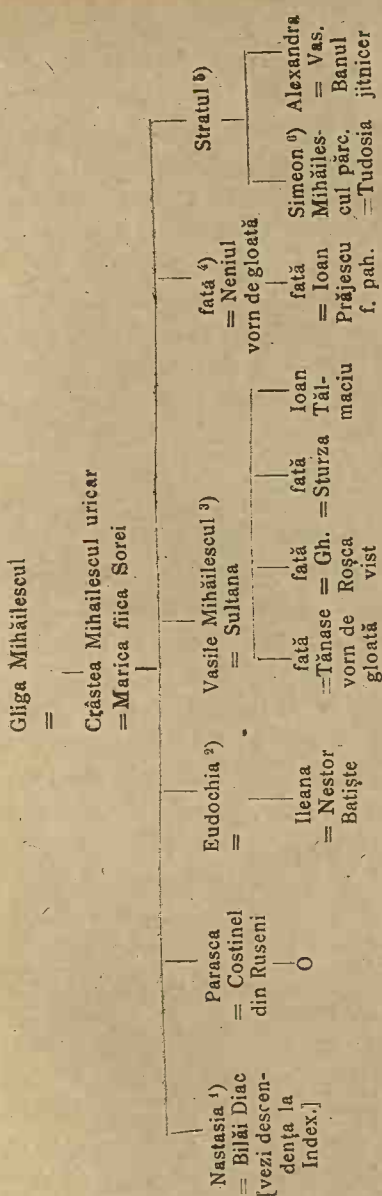 Gliga Mihăilescul
=
Crâstea Mihailescul uricar
=Marica fiica Sorei
Nastasia ¹)
= Bilăi Diac
[vezi descen-
denţa la
Index.]
Parasca
= Costinel
din Ruseni
O
Eudochia ²)
=
Ileana
= Nestor
Batişte
Vasile Mihăilescul ³)
= Sultana
fată
=Tănase
vorn de
gloată
fată
= Gh.
Roşca
vist
fată
=Sturza
Ioan
Tăl-
maciu
fată ⁴)
= Neniul
vorn de gloată
fată
= Ioan
Prăjescu
f. pah.
Stratul ⁵)
Simeon ⁶)
Mihăiles-
cul părc.
=Tudosia
Alexandra
= Vas.
Banul
jitnicer